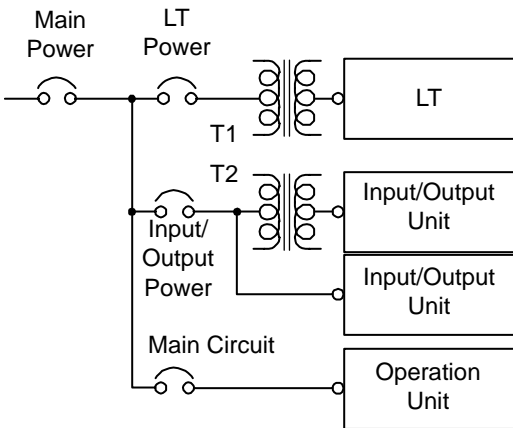 Main
Power
LT
Power
T1
LT
T2
Input/
Output
Power
Input/Output
Unit
Input/Output
Unit
Main Circuit
Operation
Unit